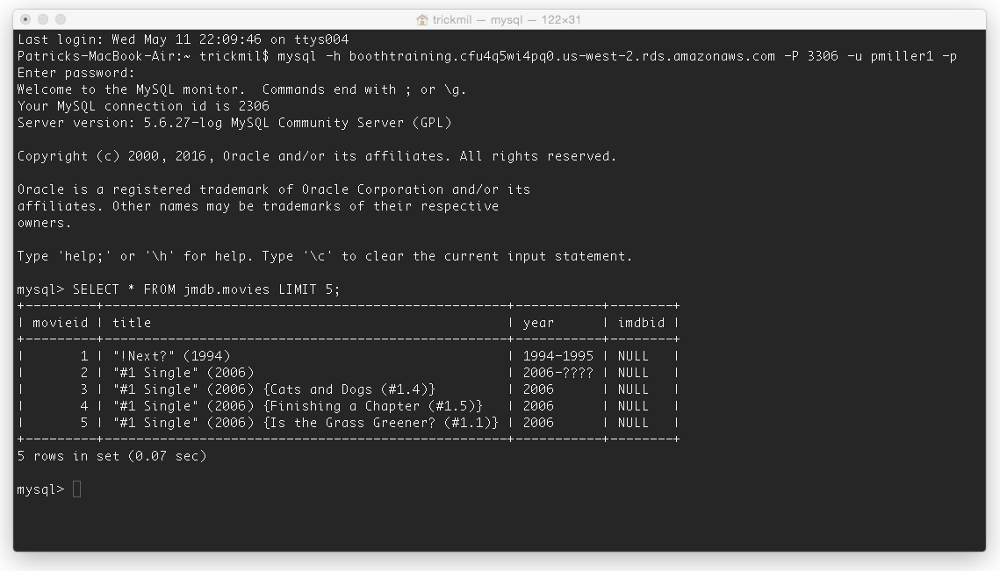 trickmil — mysql — 122×31
Last login: Wed May 11 22:09:46 on ttys004
Patricks-MacBook-Air:~ trickmil$ mysql -h boothtraining.cfu4q5wi4pq0.us-west-2.rds.amazonaws.com -P 3306 -u pmiller1 -p
Enter password:
Welcome to the MySQL monitor.  Commands end with ; or \g.
Your MySQL connection id is 2306
Server version: 5.6.27-log MySQL Community Server (GPL)
Copyright (c) 2000, 2016, Oracle and/or its affiliates. All rights reserved.
Oracle is a registered trademark of Oracle Corporation and/or its
affiliates. Other names may be trademarks of their respective
owners.
Type 'help;' or '\h' for help. Type '\c' to clear the current input statement.
mysql> SELECT * FROM jmdb.movies LIMIT 5;
+---------+---------------------------------------------------+-----------+--------+
| movieid | title                                             | year      | imdbid |
+---------+---------------------------------------------------+-----------+--------+
|       1 | "!Next?" (1994)                                   | 1994-1995 | NULL   |
|       2 | "#1 Single" (2006)                                | 2006-???? | NULL   |
|       3 | "#1 Single" (2006) {Cats and Dogs (#1.4)}         | 2006      | NULL   |
|       4 | "#1 Single" (2006) {Finishing a Chapter (#1.5)}   | 2006      | NULL   |
|       5 | "#1 Single" (2006) {Is the Grass Greener? (#1.1)} | 2006      | NULL   |
+---------+---------------------------------------------------+-----------+--------+
5 rows in set (0.07 sec)
mysql>